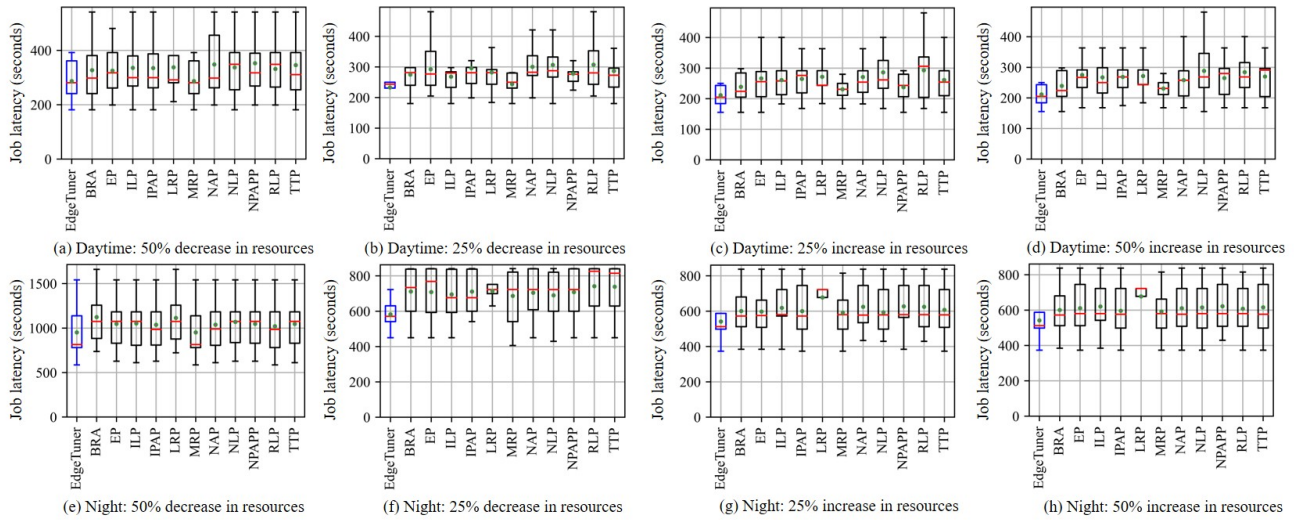 Job latency (seconds)
400
200
0
EdgeTuner
BRA
EP
ILP
IPAP
LRP
MRP
NAP
NLP
NPAPP
RLP
TTP
(a) Daytime: 50% decrease in resources
Job latency (seconds)
400
300
200
100
0
EdgeTuner
BRA
EP
ILP
IPAP
LRP
MRP
NAP
NLP
NPAPP
RLP
TTP
(b) Daytime: 25% decrease in resources
Job latency (seconds)
400
300
200
100
0
EdgeTuner
BRA
EP
ILP
IPAP
LRP
MRP
NAP
NLP
NPAPP
RLP
TTP
(c) Daytime: 25% increase in resources
Job latency (seconds)
400
300
200
100
0
EdgeTuner
BRA
EP
ILP
IPAP
LRP
MRP
NAP
NLP
NPAPP
RLP
TTP
(d) Daytime: 50% increase in resources
Job latency (seconds)
1500
1000
500
0
EdgeTuner
BRA
EP
ILP
IPAP
LRP
MRP
NAP
NLP
NPAPP
RLP
TTP
(e) Night: 50% decrease in resources
Job latency (seconds)
800
600
400
200
0
EdgeTuner
BRA
EP
ILP
IPAP
LRP
MRP
NAP
NLP
NPAPP
RLP
TTP
(f) Night: 25% decrease in resources
Job latency (seconds)
800
600
400
200
0
EdgeTuner
BRA
EP
ILP
IPAP
LRP
MRP
NAP
NLP
NPAPP
RLP
TTP
(g) Night: 25% increase in resources
Job latency (seconds)
800
600
400
200
0
EdgeTuner
BRA
EP
ILP
IPAP
LRP
MRP
NAP
NLP
NPAPP
RLP
TTP
(h) Night: 50% increase in resources